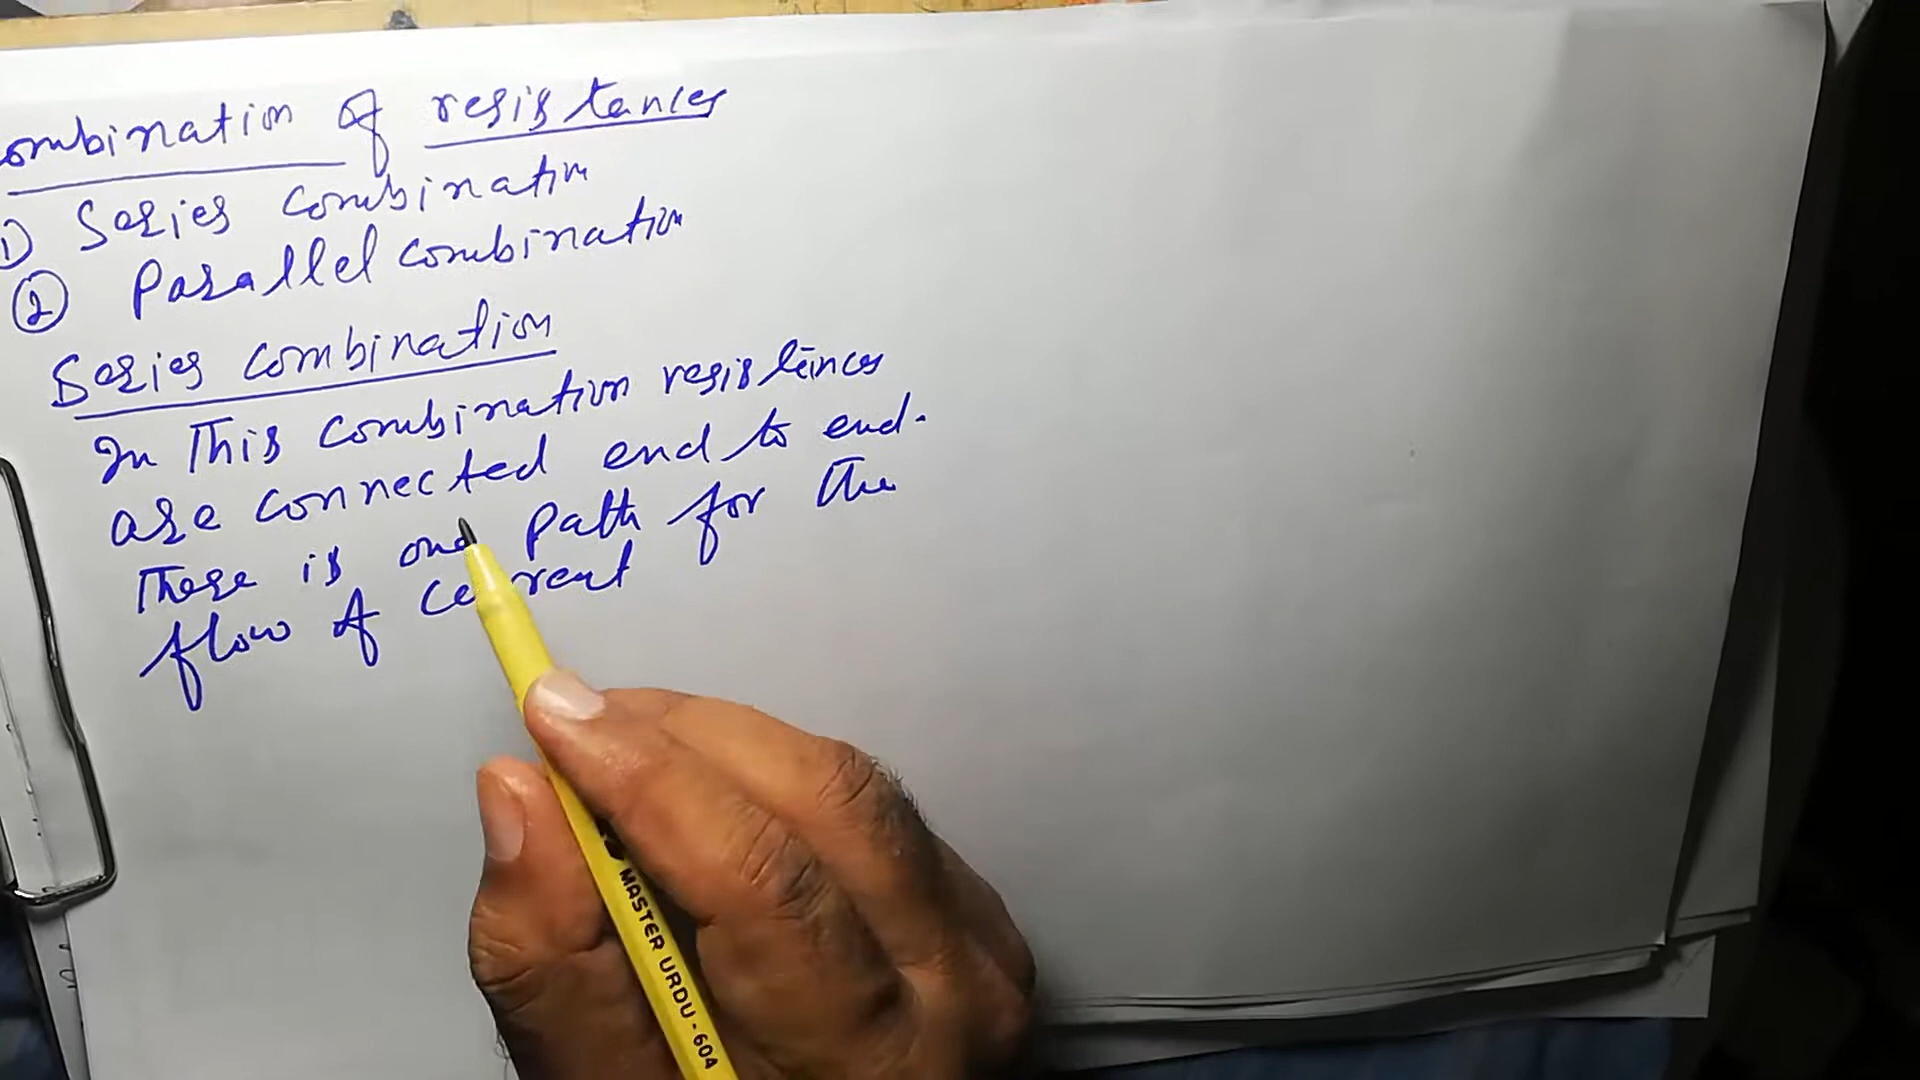 ombination of resistances
1) Series combination
② Parallel combination
Series combination
In This combination resistances
are connected end to end.
There is one path for the
flow of current
MASTER URDU-604